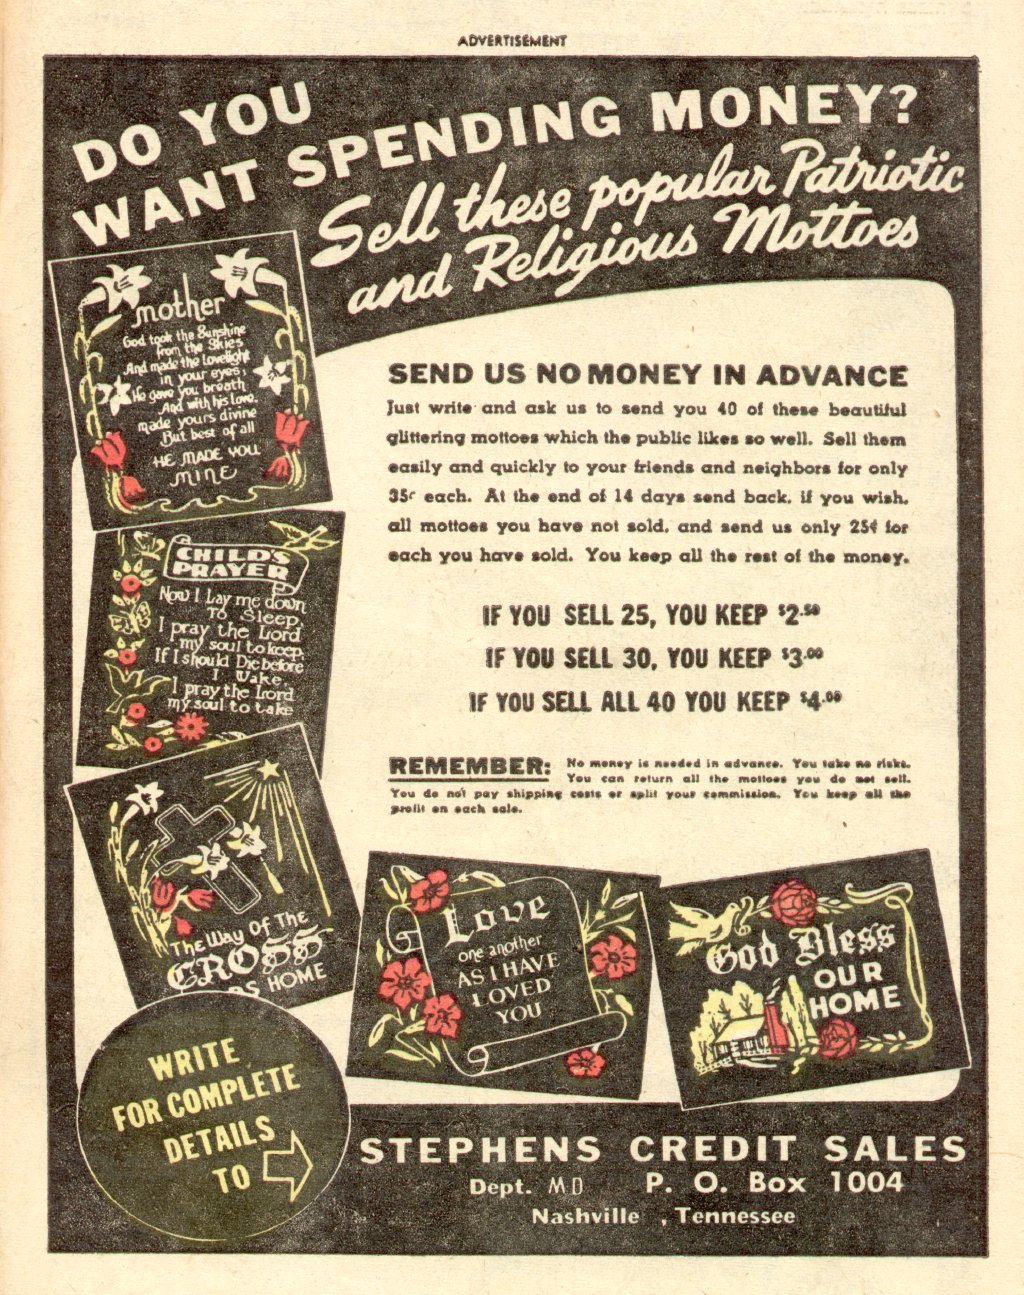 ADVERTISEMENT
DO YOU
WANT SPENDING MONEY?
Sell these popular Patriotic
and Religious Mottoes
mother
God took the Sunshine
from the Skies
And made the Lovelight
in your eyes;
He gave you breath
And with his Love.
made yours divine
But best of all
HE MADE YOU
MINE
CHILD'S
PRAYER
Now I Lay me down
To Sleep,
I pray the Lord
my soul to keep,
If I should Die before
I Wake
I pray the Lord
my soul to take
The Way Of The
CROSS
HOME
SEND US NO MONEY IN ADVANCE
Just write and ask us to send you 40 of these beautiful
glittering mottoes which the public likes so well. Sell them
easily and quickly to your friends and neighbors for only
35c each. At the end of 14 days send back, if you wish,
all mottoes you have not sold, and send us only 25¢ for
each you have sold. You keep all the rest of the money.
IF YOU SELL 25, YOU KEEP $2.50
IF YOU SELL 30, YOU KEEP $3.00
IF YOU SELL ALL 40 YOU KEEP $4.00
REMEMBER: No money is needed in advance. You take no risks.
You can return all the mottoes you do not sell.
You do not pay shipping costs or split your commission. You keep all the
profit on each sale.
Love
one another
AS I HAVE
LOVED
YOU
God Bless
OUR
HOME
WRITE
FOR COMPLETE
DETAILS
TO
STEPHENS CREDIT SALES
Dept. MD P. O. Box 1004
Nashville , Tennessee